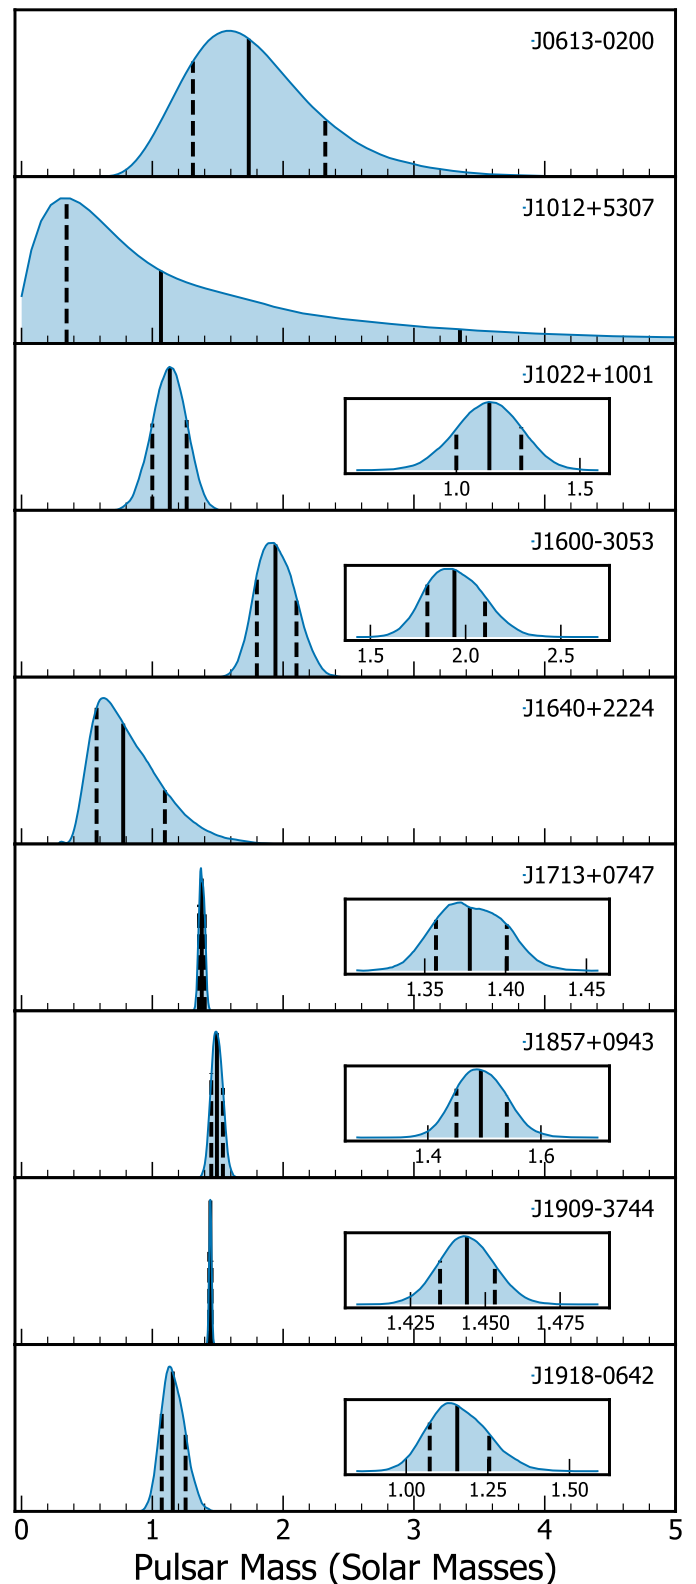 J0613-0200
J1012+5307
J1022+1001
1.0 1.5
J1600-3053
1.5 2.0 2.5
J1640+2224
J1713+0747
1.35 1.40 1.45
J1857+0943
1.4 1.6
J1909-3744
1.425 1.450 1.475
J1918-0642
1.00 1.25 1.50
0 1 2 3 4 5
Pulsar Mass (Solar Masses)